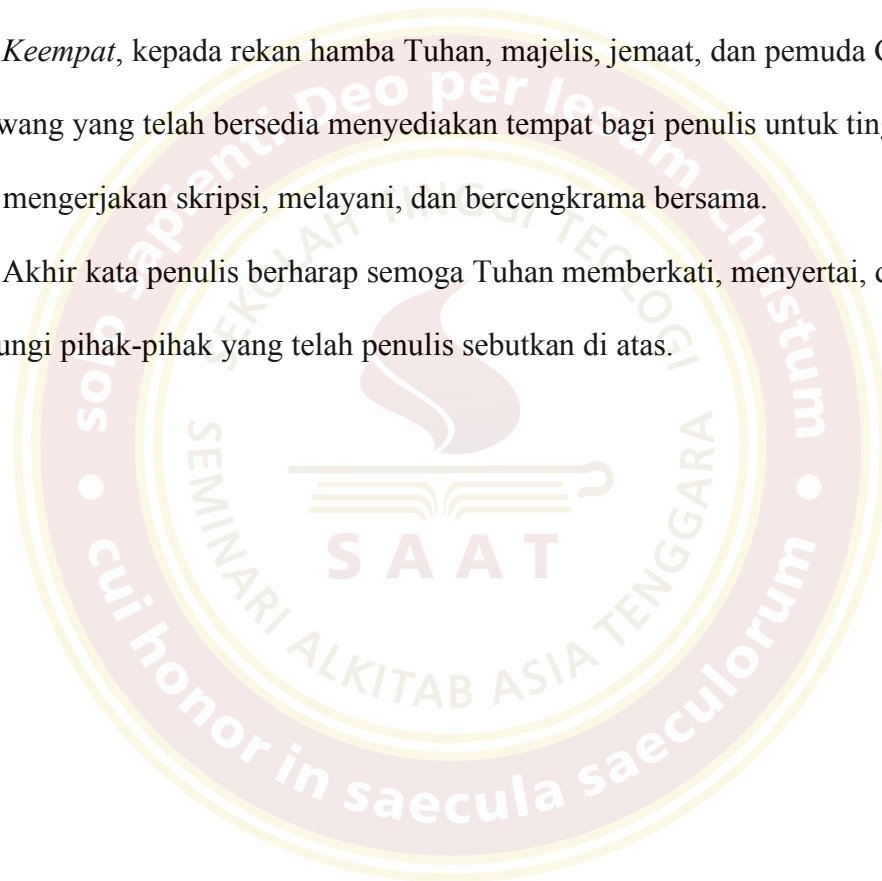 Keempat, kepada rekan hamba Tuhan, majelis, jemaat, dan pemuda
wang yang telah bersedia menyediakan tempat bagi penulis untuk
mengerjakan skripsi, melayani, dan bercengkrama bersama.
Akhir kata penulis berharap semoga Tuhan memberkati, menyertai,
ungi pihak-pihak yang telah penulis sebutkan di atas.
soli sapienti Deo per Iesum Christum
SEKOLAH TINGGI TEOLOGI
SAAT
SEMINARI ALKITAB ASIA TENGGARA
cui honor in saecula saeculorum